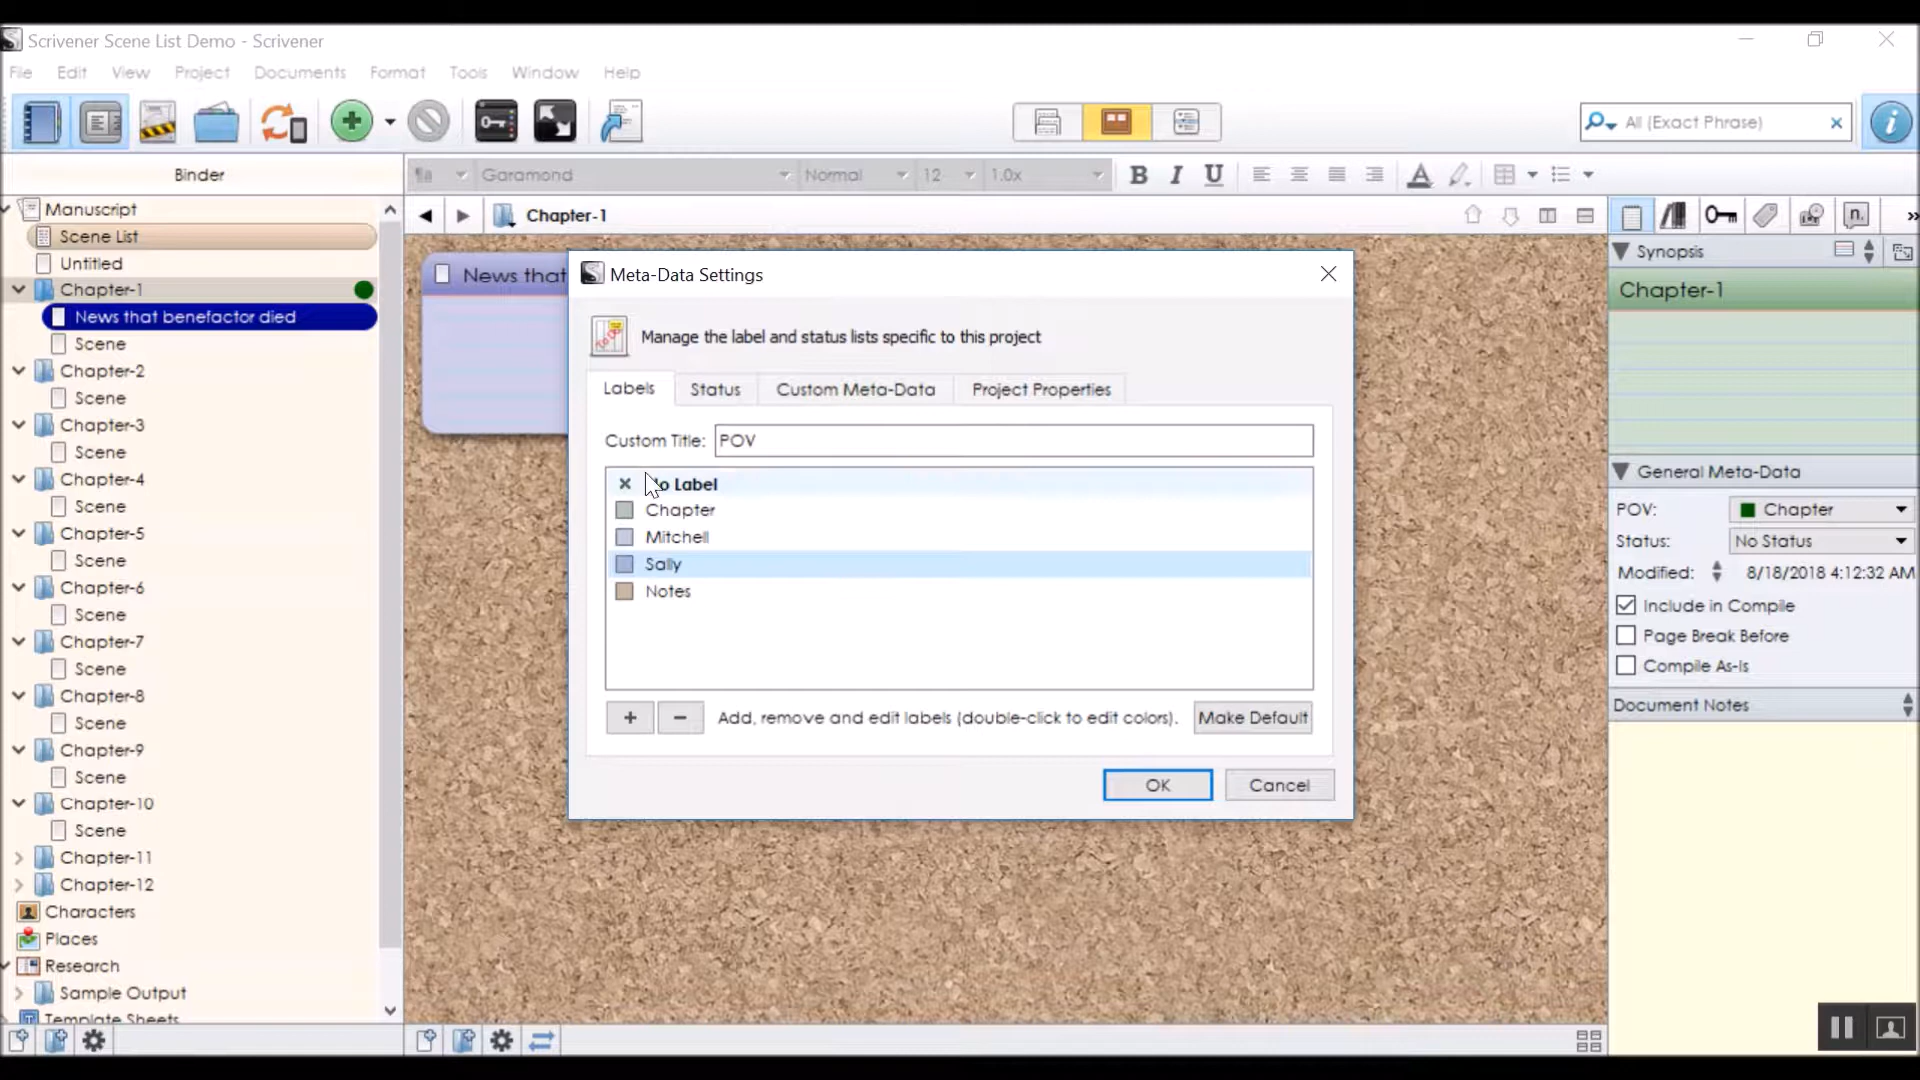 Scrivener Scene List Demo - Scrivener
File Edit View Project Documents Format Tools Window Help
All (Exact Phrase)
Binder
Garamond Normal 12 1.0x B I U
Manuscript
Scene List
Untitled
Chapter-1
News that benefactor died
Scene
Chapter-2
Scene
Chapter-3
Scene
Chapter-4
Scene
Chapter-5
Scene
Chapter-6
Scene
Chapter-7
Scene
Chapter-8
Scene
Chapter-9
Scene
Chapter-10
Scene
Chapter-11
Chapter-12
Characters
Places
Research
Sample Output
Template Sheets
Chapter-1
News that
Meta-Data Settings
Manage the label and status lists specific to this project
Labels Status Custom Meta-Data Project Properties
Custom Title: POV
o Label
Chapter
Mitchell
Sally
Notes
+ - Add, remove and edit labels (double-click to edit colors). Make Default
OK Cancel
n.
Synopsis
Chapter-1
General Meta-Data
POV: Chapter
Status: No Status
Modified: 8/18/2018 4:12:32 AM
Include in Compile
Page Break Before
Compile As-Is
Document Notes